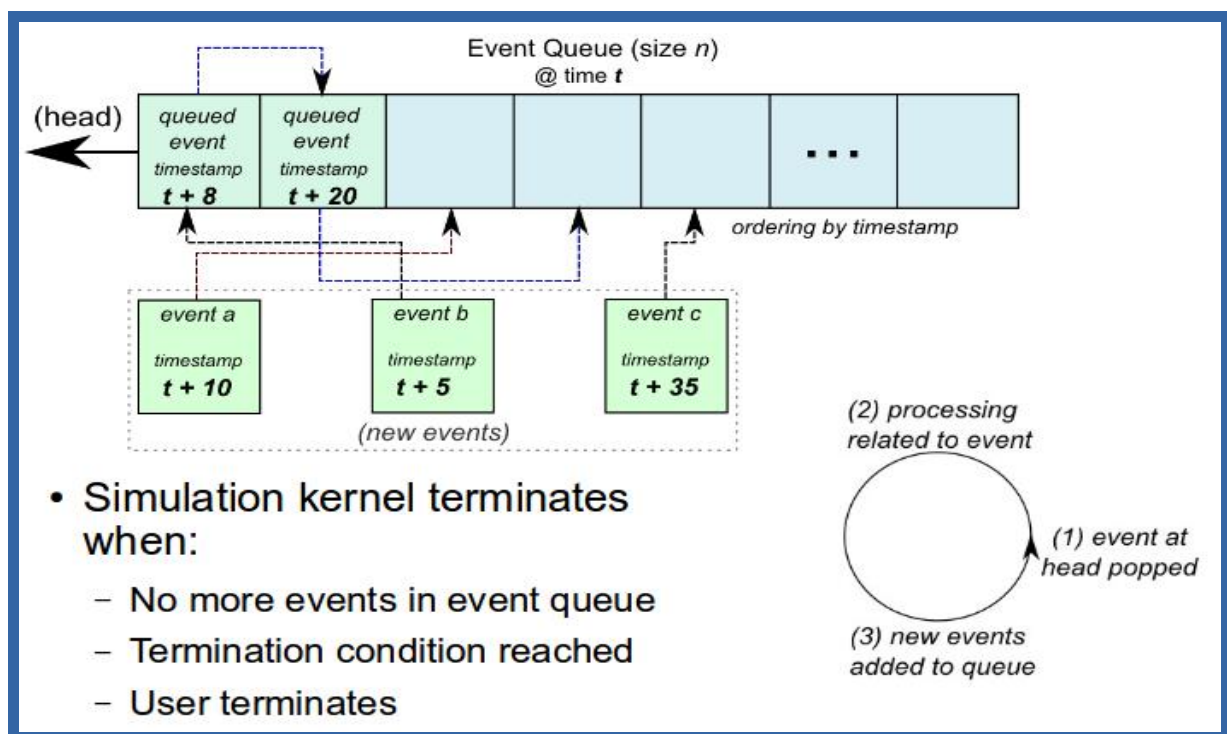 Event Queue (size n)
@ time t
(head)
queued
event
timestamp
t + 8
queued
event
timestamp
t + 20
...
ordering by timestamp
event a
timestamp
t + 10
event b
timestamp
t + 5
event c
timestamp
t + 35
(new events)
• Simulation kernel terminates
when:
– No more events in event queue
– Termination condition reached
– User terminates
(2) processing
related to event
(1) event at
head popped
(3) new events
added to queue